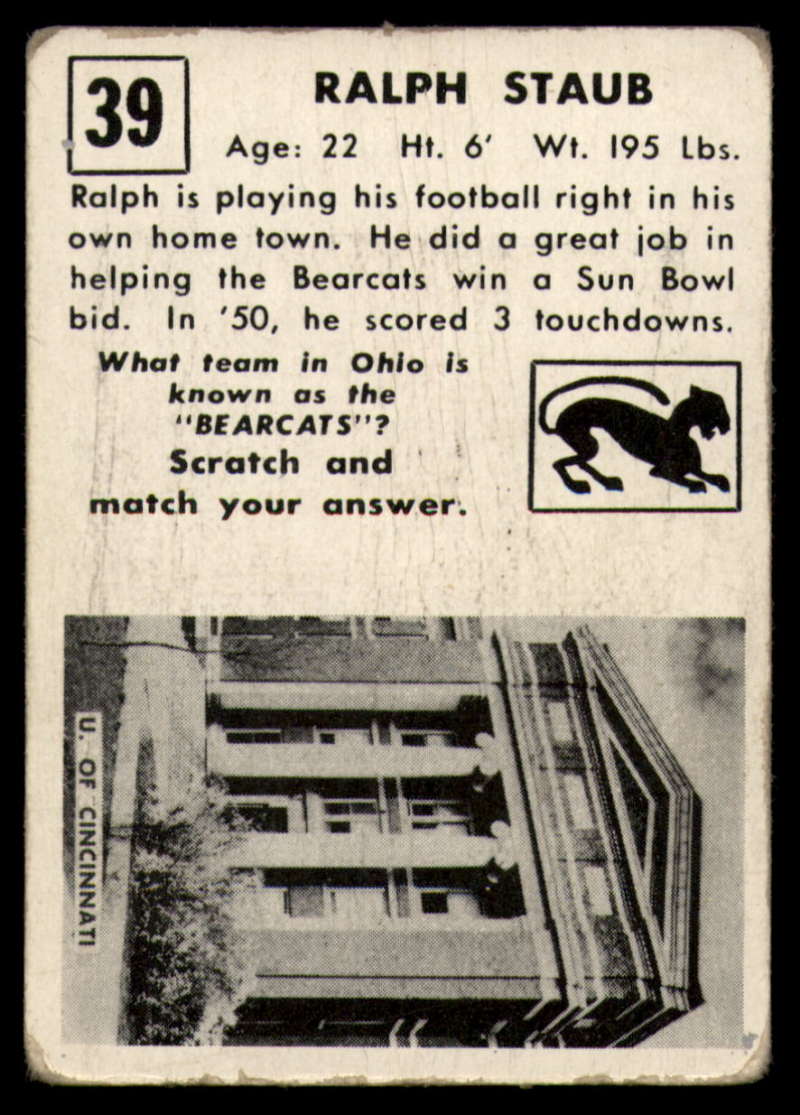 39
RALPH STAUB
Age: 22 Ht. 6' Wt. 195 Lbs.
Ralph is playing his football right in his
own home town. He did a great job in
helping the Bearcats win a Sun Bowl
bid. In '50, he scored 3 touchdowns.
What team in Ohio is
known as the
"BEARCATS"?
Scratch and
match your answer.
U. OF CINCINNATI